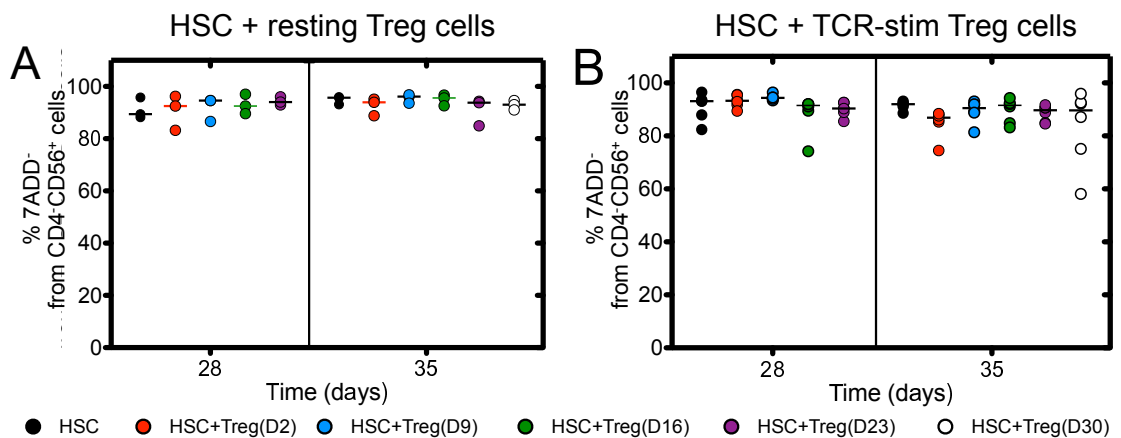 HSC + resting Treg cells
HSC + TCR-stim Treg cells
A
B
% 7ADD-
from CD4-CD56+ cells
100
80
60
40
20
0
28
35
Time (days)
% 7ADD-
from CD4-CD56+ cells
100
80
60
40
20
0
28
35
Time (days)
HSC
HSC+Treg(D2)
HSC+Treg(D9)
HSC+Treg(D16)
HSC+Treg(D23)
HSC+Treg(D30)